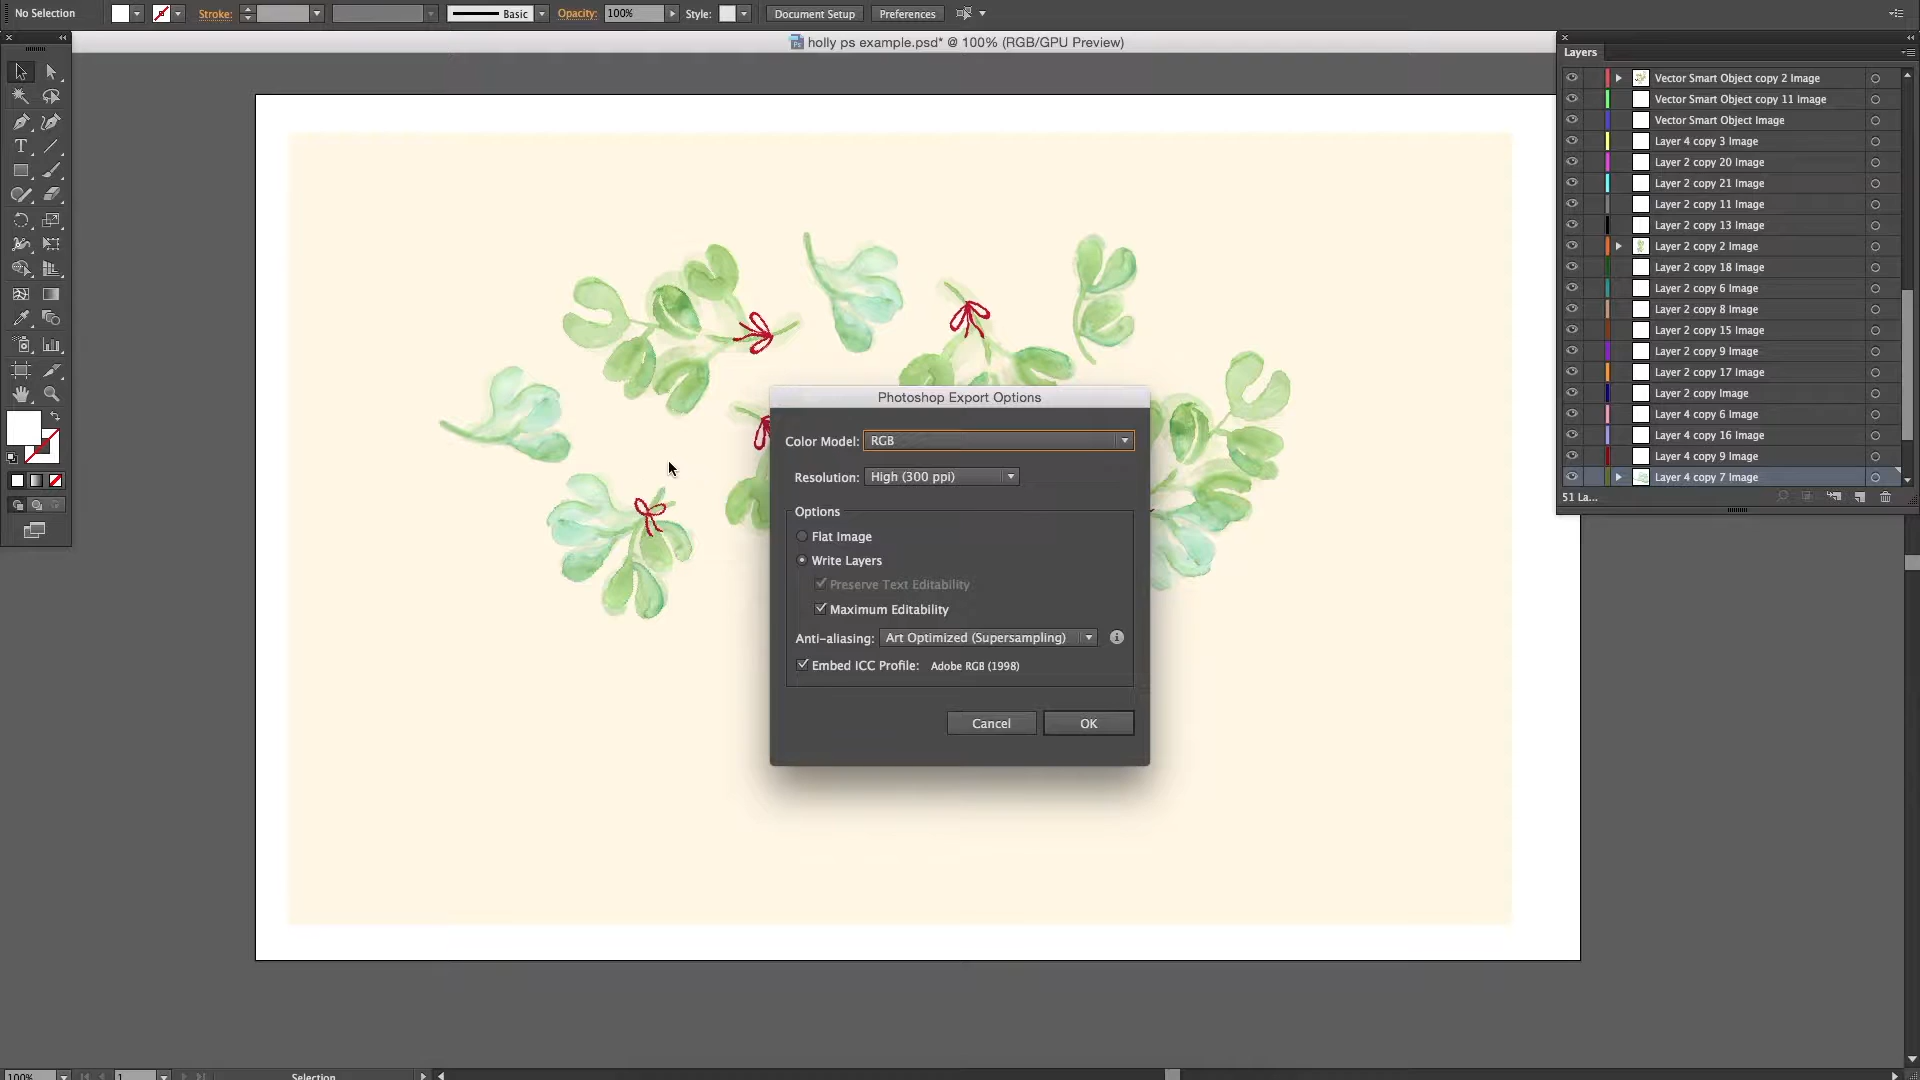 No Selection Stroke: Basic Opacity: 100% Style: Document Setup Preferences
holly ps example.psd* @ 100% (RGB/GPU Preview)
Layers
Vector Smart Object copy 2 Image
Vector Smart Object copy 11 Image
Vector Smart Object Image
Layer 4 copy 3 Image
Layer 2 copy 20 Image
Layer 2 copy 21 Image
Layer 2 copy 11 Image
Layer 2 copy 13 Image
Layer 2 copy 2 Image
Layer 2 copy 18 Image
Layer 2 copy 6 Image
Layer 2 copy 8 Image
Layer 2 copy 15 Image
Layer 2 copy 9 Image
Layer 2 copy 17 Image
Layer 2 copy Image
Layer 4 copy 6 Image
Layer 4 copy 16 Image
Layer 4 copy 9 Image
Layer 4 copy 7 Image
51 La...
Photoshop Export Options
Color Model: RGB
Resolution: High (300 ppi)
Options
Flat Image
Write Layers
Preserve Text Editability
Maximum Editability
Anti-aliasing: Art Optimized (Supersampling)
Embed ICC Profile: Adobe RGB (1998)
Cancel OK
100% 1 Selection